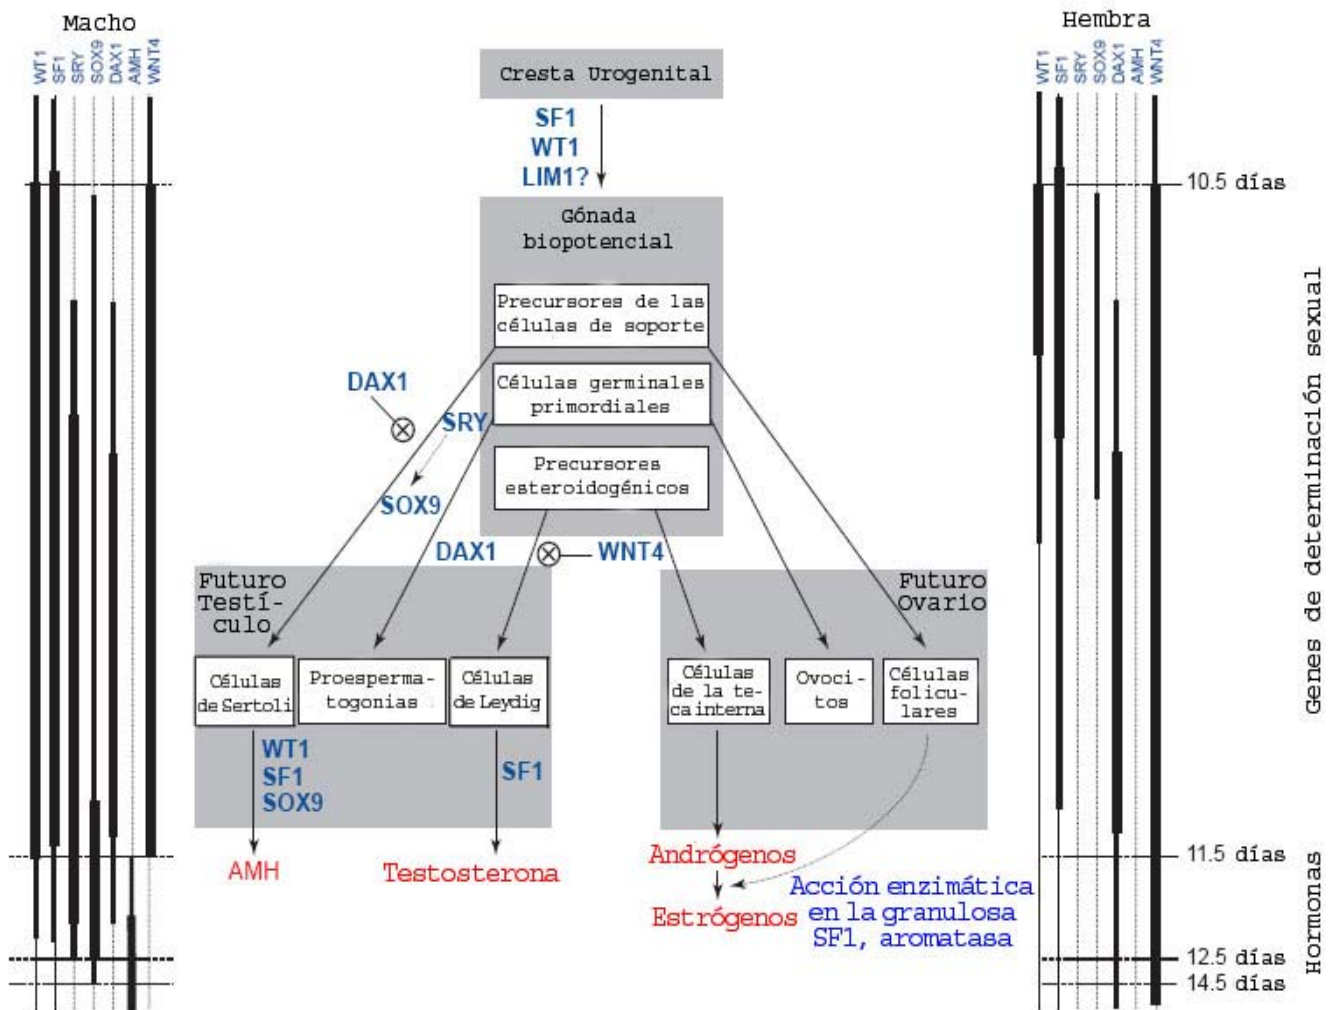 Macho
WT1
SF1
SRY
SOX9
DAX1
AMH
WNT4
Cresta Urogenital
SF1
WT1
LIM1?
Gónada
biopotencial
Precursores de las
células de soporte
Células germinales
primordiales
Precursores
esteroidogénicos
DAX1
SRY
SOX9
DAX1
WNT4
Futuro
Testí-
culo
Futuro
Ovario
Células
de Sertoli
Proesperma-
togonias
Células
de Leydig
Células
de la te-
ca interna
Ovoci-
tos
Células
folicu-
lares
WT1
SF1
SOX9
SF1
AMH
Testosterona
Andrógenos
Estrógenos
Acción enzimática
en la granulosa
SF1, aromatasa
Hembra
WT1
SF1
SRY
SOX9
DAX1
AMH
WNT4
10.5 días
11.5 días
12.5 días
14.5 días
Genes de determinación sexual
Hormonas